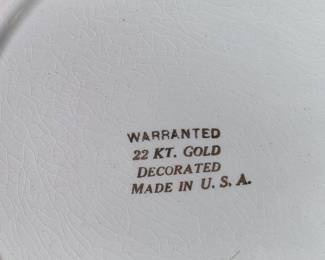 WARRANTED
22 KT. GOLD
DECORATED
MADE IN U. S. A.